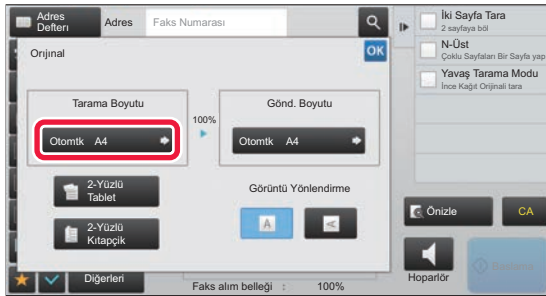 Adres
Defteri
Adres
Faks Numarası
Orijinal
OK
Tarama Boyutu
100%
Gönd. Boyutu
Otomtk A4
Otomtk A4
2-Yüzlü
Tablet
2-Yüzlü
Kıtapçik
Görüntü Yönlendirme
A
A
Diğerleri
Faks alım belleği : 100%
İki Sayfa Tara
2 sayfaya böl
N-Üst
Çoklu Sayfaları Bir Sayfa yap
Yavaş Tarama Modu
İnce Kağıt Orijinali tara
Önizle
CA
Hoparlör